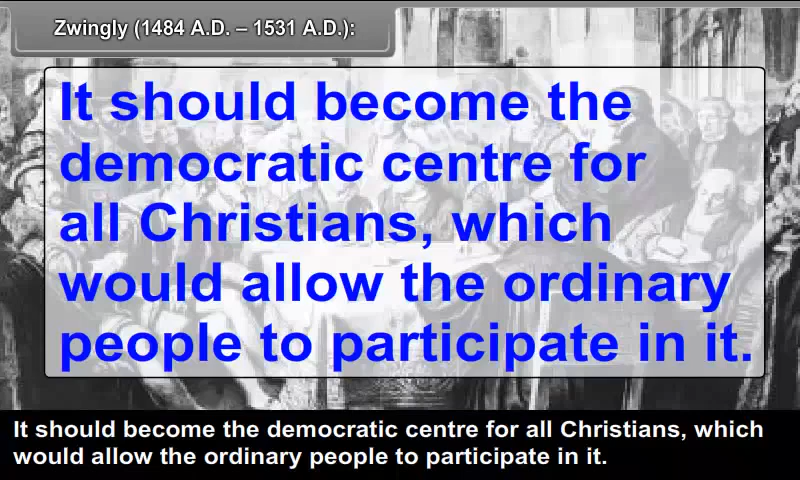 Zwingly (1484 A.D. – 1531 A.D.):
It should become the
democratic centre for
all Christians, which
would allow the ordinary
people to participate in it.
It should become the democratic centre for all Christians, which
would allow the ordinary people to participate in it.